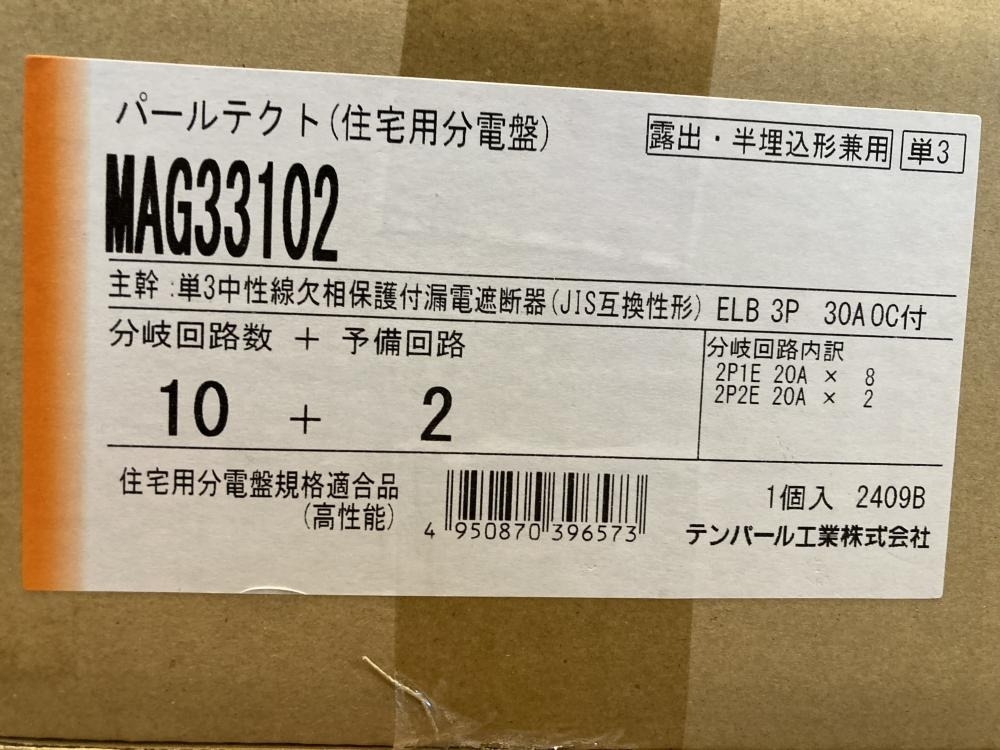 パールテクト(住宅用分電盤)
露出・半埋込形兼用 単3
MAG33102
主幹:単3中性線欠相保護付漏電遮断器(JIS互換性形) ELB 3P 30AOC付
分岐回路数 + 予備回路
10 + 2
分岐回路内訳
2P1E 20A × 8
2P2E 20A × 2
住宅用分電盤規格適合品
(高性能)
4 950870 396573
1個入 2409B
テンパール工業株式会社